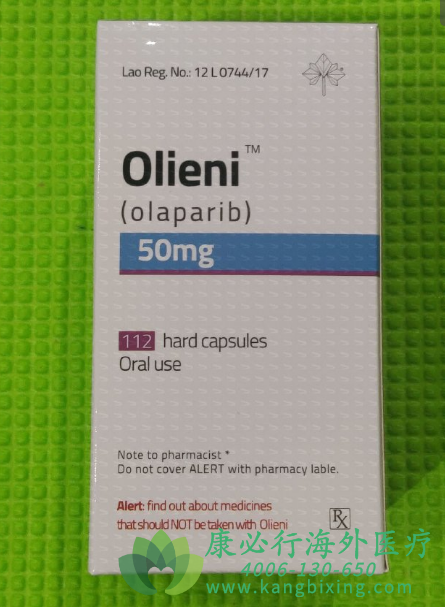 Lao Reg. No.: 12 L 0744/17
Olieni™
(olaparib)
50mg
112 hard capsules
Oral use
Note to pharmacist *
Do not cover ALERT with pharmacy lable.
Alert: find out about medicines
that should NOT be taken with Olieni
Rx
康必行海外医疗
4006-130-650
www.kangbixing.com